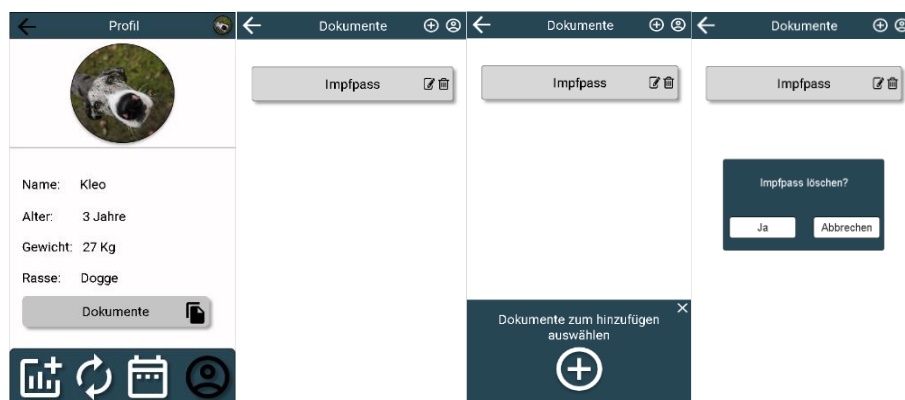 Profil
Name: Kleo
Alter: 3 Jahre
Gewicht: 27 Kg
Rasse: Dogge
Dokumente
Dokumente
Impfpass
Dokumente
Impfpass
Dokumente zum hinzufügen
auswählen
Dokumente
Impfpass
Impfpass löschen?
Ja Abbrechen